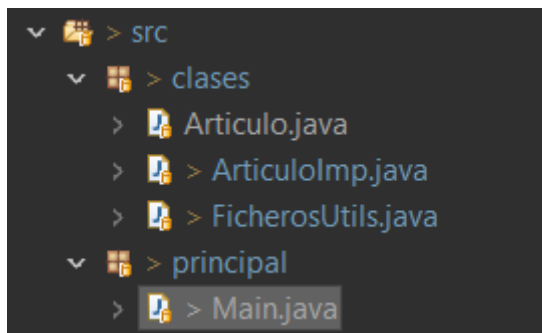 > src
> clases
Articulo.java
> ArticuloImp.java
> FicherosUtils.java
> principal
> Main.java